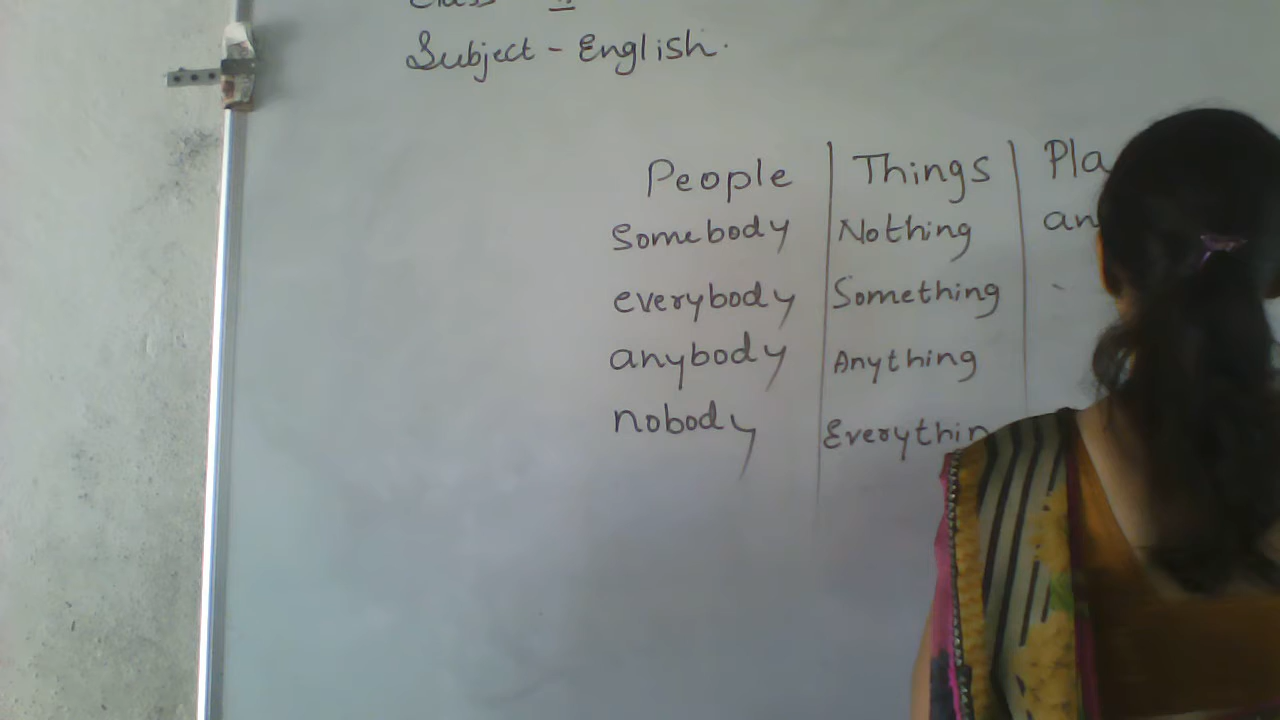 Subject - English.
People | Things |
Somebody | Nothing |
everybody | Something |
anybody | Anything
nobody